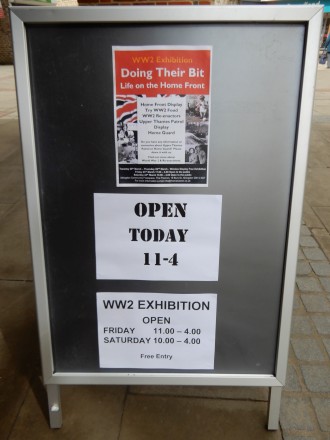 WW2 Exhibition
Doing Their Bit
Life on the Home Front
Home Front Display
Try WW2 Food
WW2 Re-enactors
Upper Thames Patrol
Display
Home Guard
OPEN
TODAY
11-4
WW2 EXHIBITION
OPEN
FRIDAY 11.00 – 4.00
SATURDAY 10.00 – 4.00
Free Entry